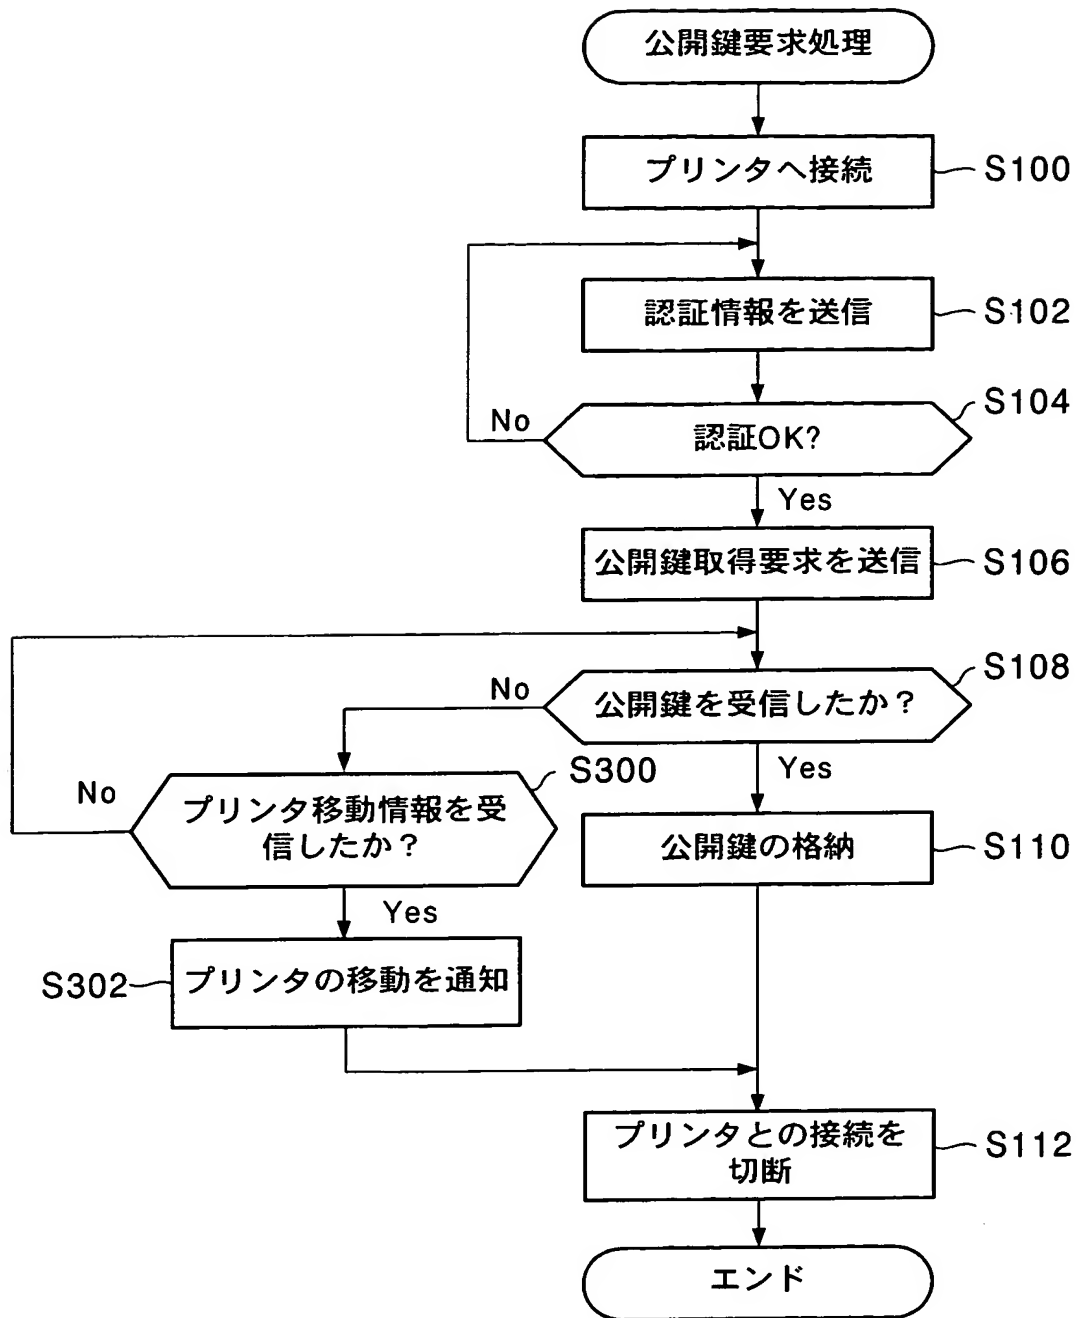 公開鍵要求処理
プリンタへ接続
S100
認証情報を送信
S102
S104
No
認証OK?
Yes
公開鍵取得要求を送信
S106
S108
No
公開鍵を受信したか？
Yes
S300
No
プリンタ移動情報を受
信したか？
公開鍵の格納
S110
Yes
S302
プリンタの移動を通知
プリンタとの接続を
切断
S112
エンド